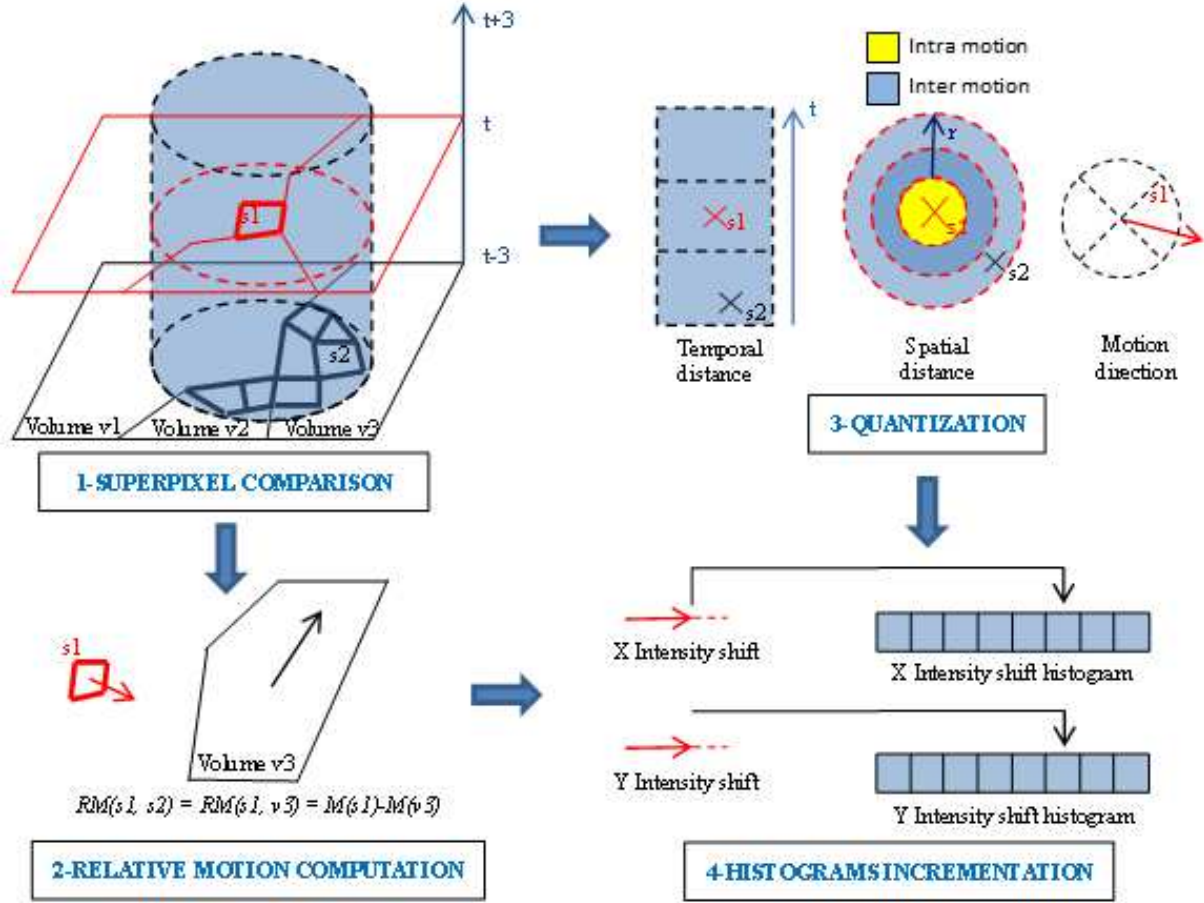 t+3
t
t-3
s1
s2
Volume v1
Volume v2
Volume v3
1-SUPERPIXEL COMPARISON
Intra motion
Inter motion
t
s1
s2
Temporal
distance
r
s1
s2
Spatial
distance
s1
Motion
direction
3-QUANTIZATION
s1
Volume v3
RM(s1, s2) = RM(s1, v3) = M(s1)-M(v3)
2-RELATIVE MOTION COMPUTATION
X Intensity shift
X Intensity shift histogram
Y Intensity shift
Y Intensity shift histogram
4-HISTOGRAMS INCREMENTATION